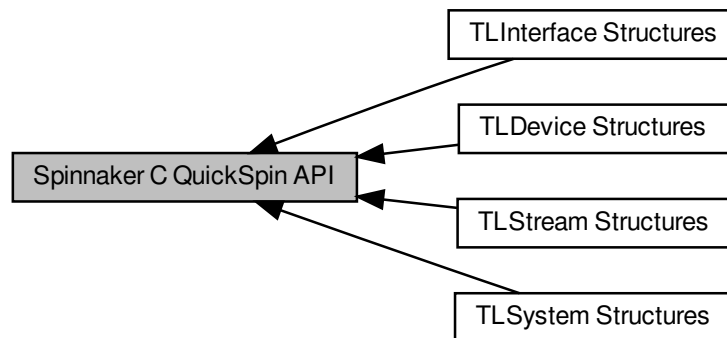 TLInterface Structures
TLDevice Structures
Spinnaker C QuickSpin API
TLStream Structures
TLSystem Structures